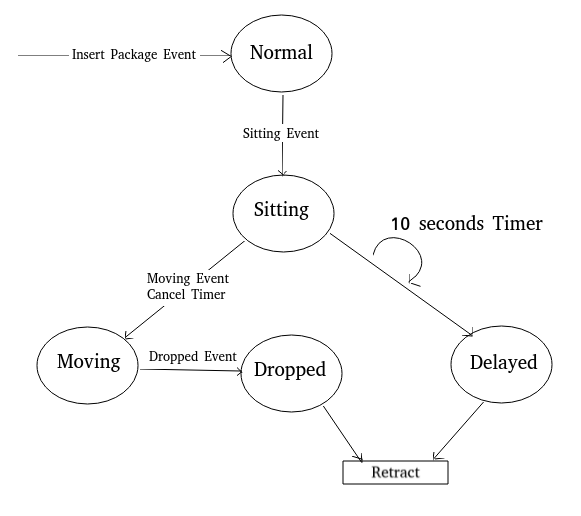 Insert Package Event
Normal
Sitting Event
Sitting
10 seconds Timer
Moving Event
Cancel Timer
Moving
Dropped Event
Dropped
Delayed
Retract